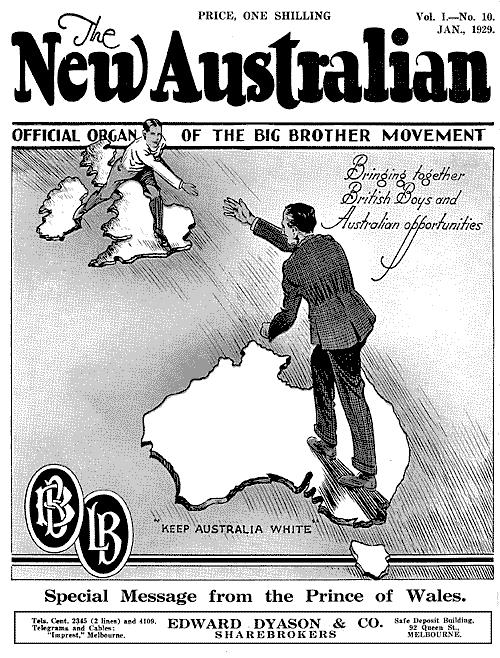 PRICE, ONE SHILLING
Vol. I.—No. 10.
JAN., 1929.
The
New Australian
OFFICIAL ORGAN OF THE BIG BROTHER MOVEMENT
Bringing together
British Boys and
Australian opportunities
BB
LB
"KEEP AUSTRALIA WHITE"
Special Message from the Prince of Wales.
Tels. Cent. 2345 (2 lines) and 4109.
Telegrams and Cables:
"Imprest," Melbourne.
EDWARD DYASON & CO.
SHAREBROKERS
Safe Deposit Building,
92 Queen St.,
MELBOURNE.